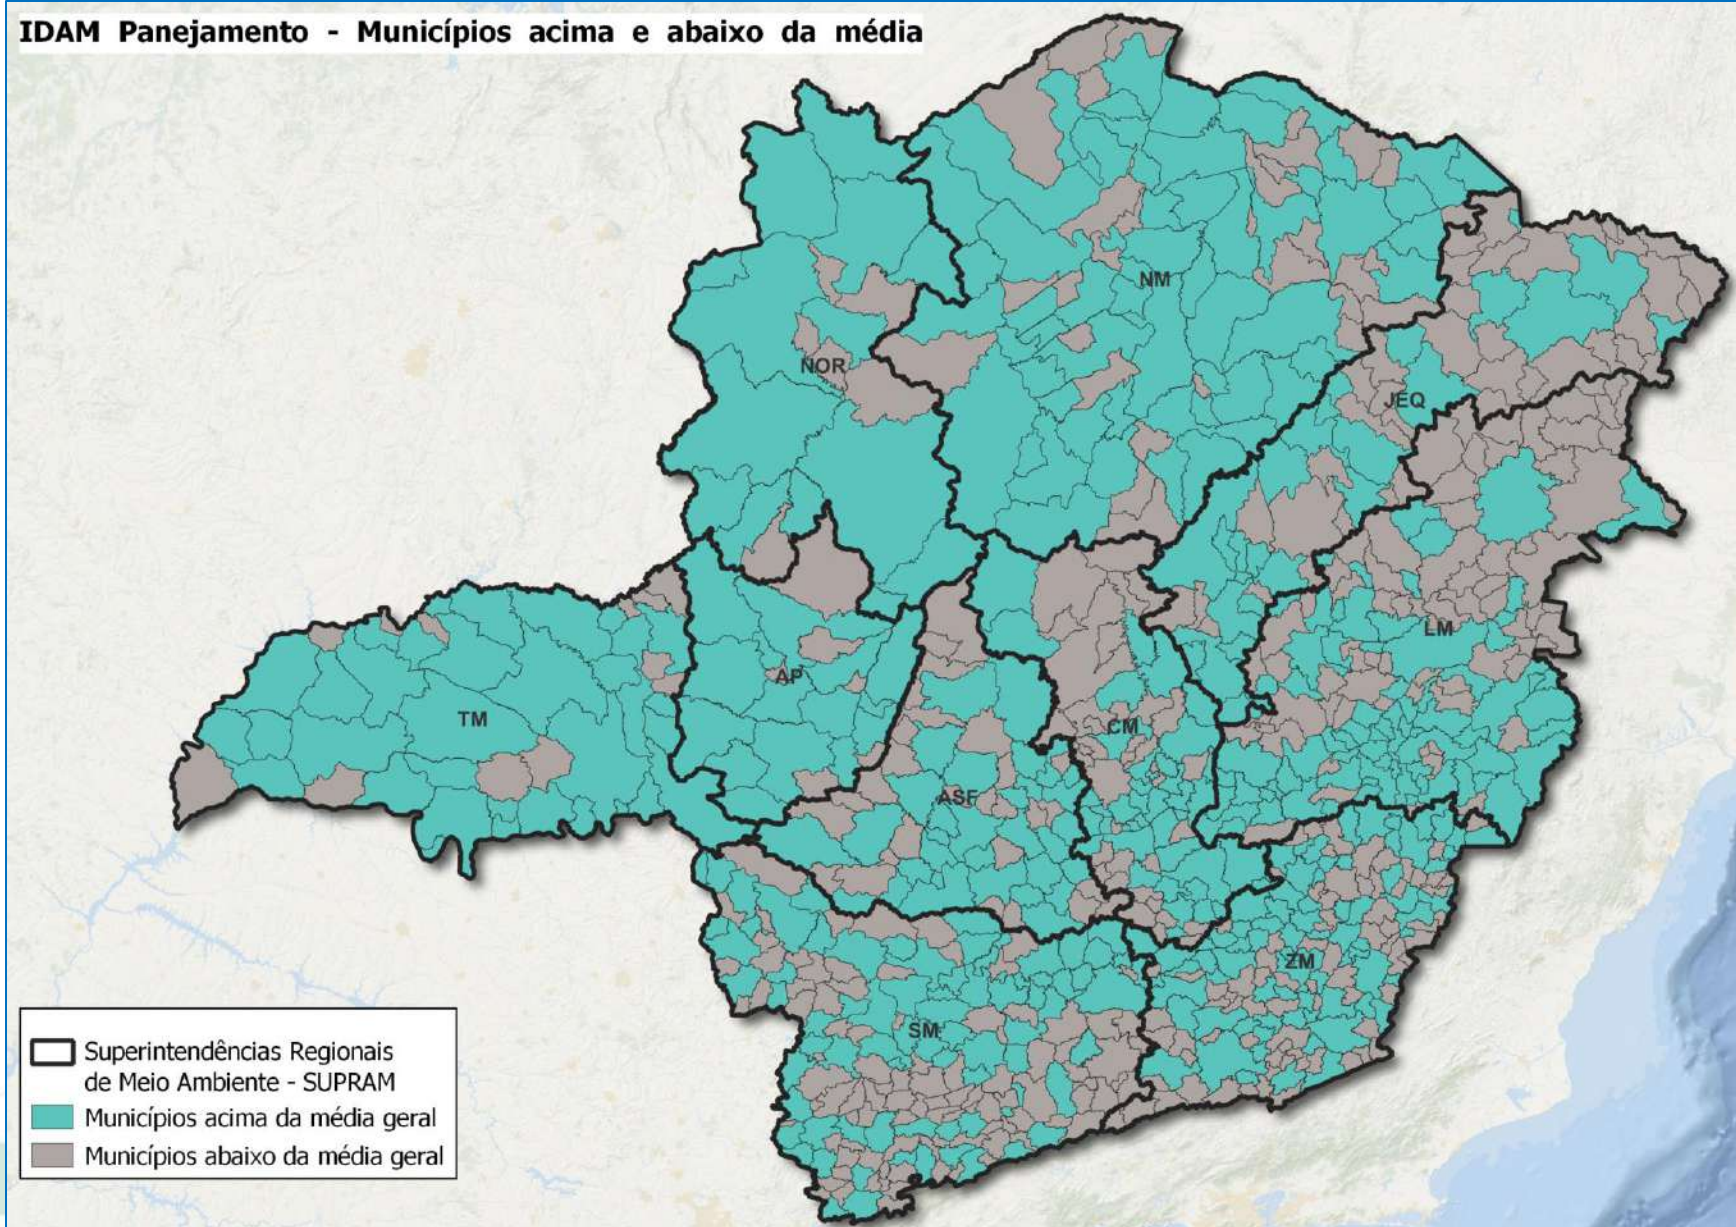 IDAM Panejamento - Municípios acima e abaixo da média
NM
NOR
JEQ
LM
AP
TM
CM
ASF
ZM
SM
Superintendências Regionais
de Meio Ambiente - SUPRAM
Municípios acima da média geral
Municípios abaixo da média geral